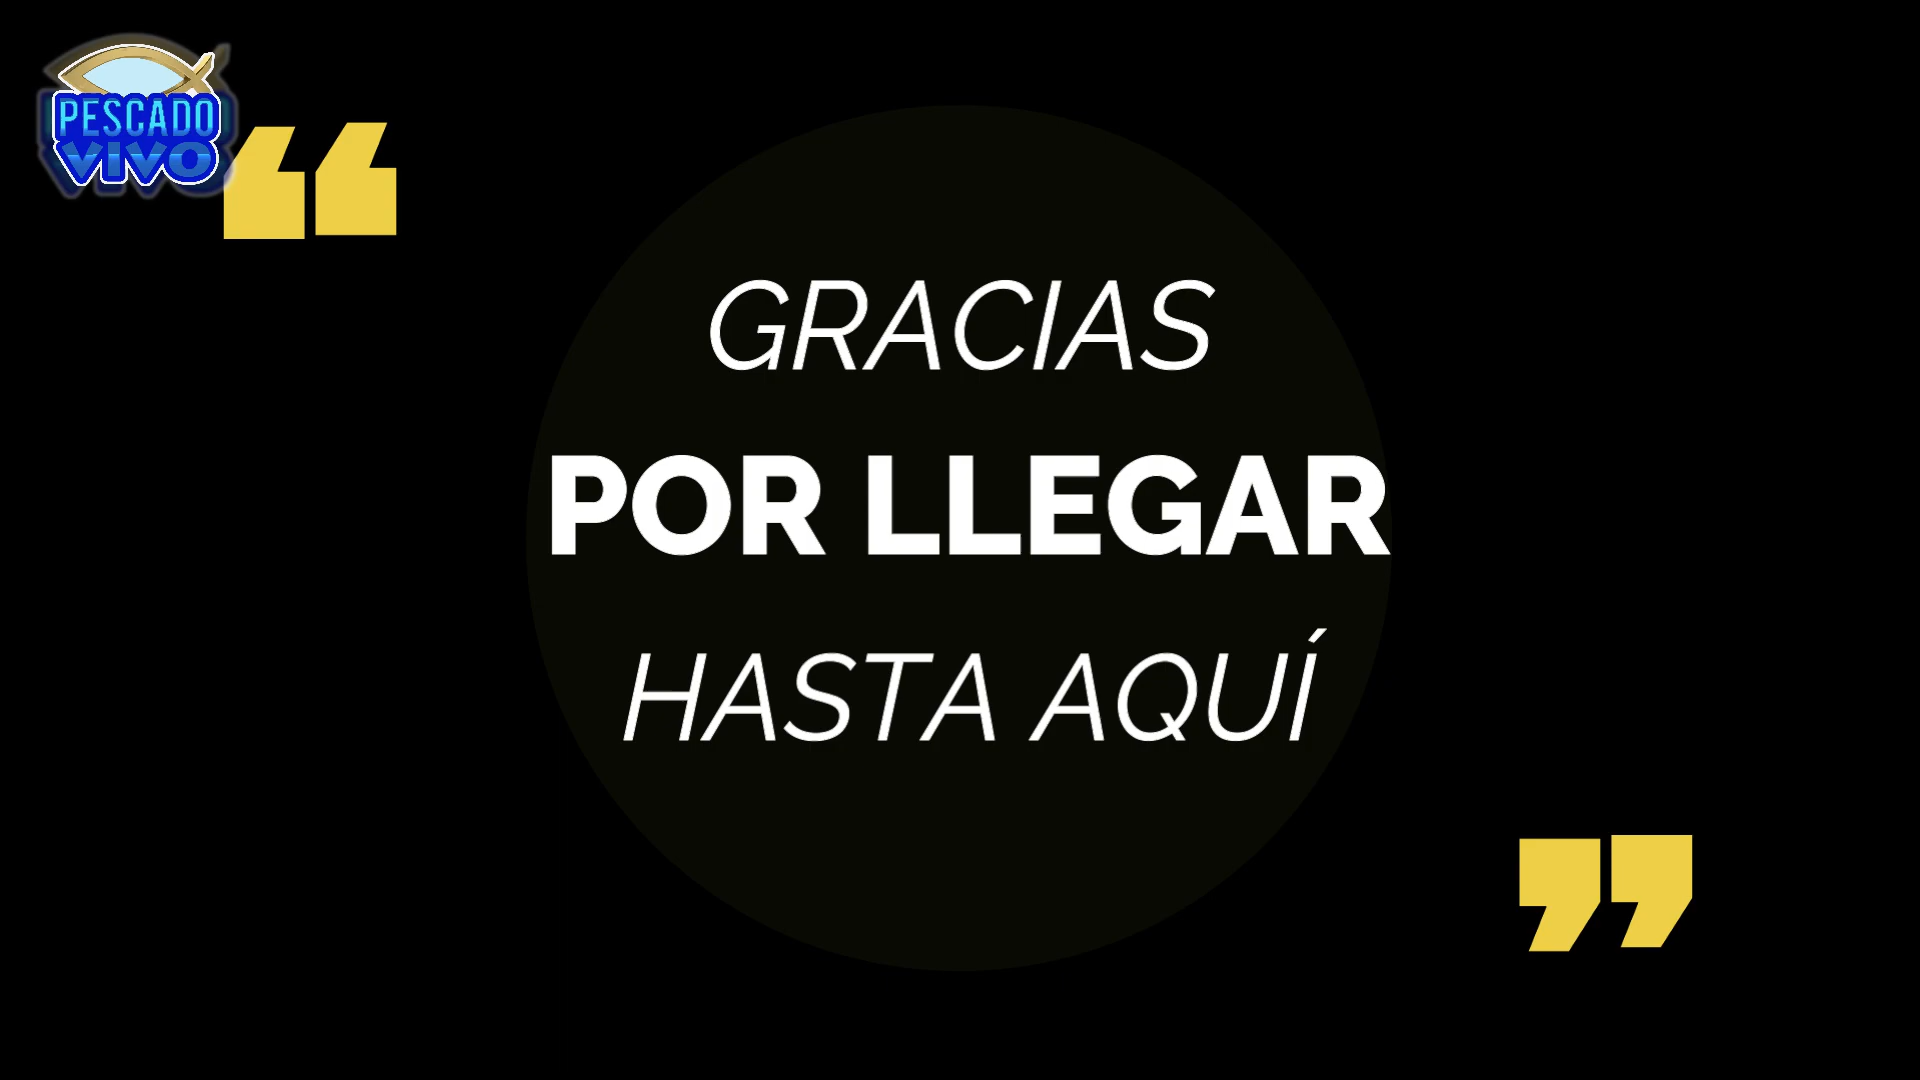 PESCADO
VIVO
“
GRACIAS
POR LLEGAR
HASTA AQUÍ
”